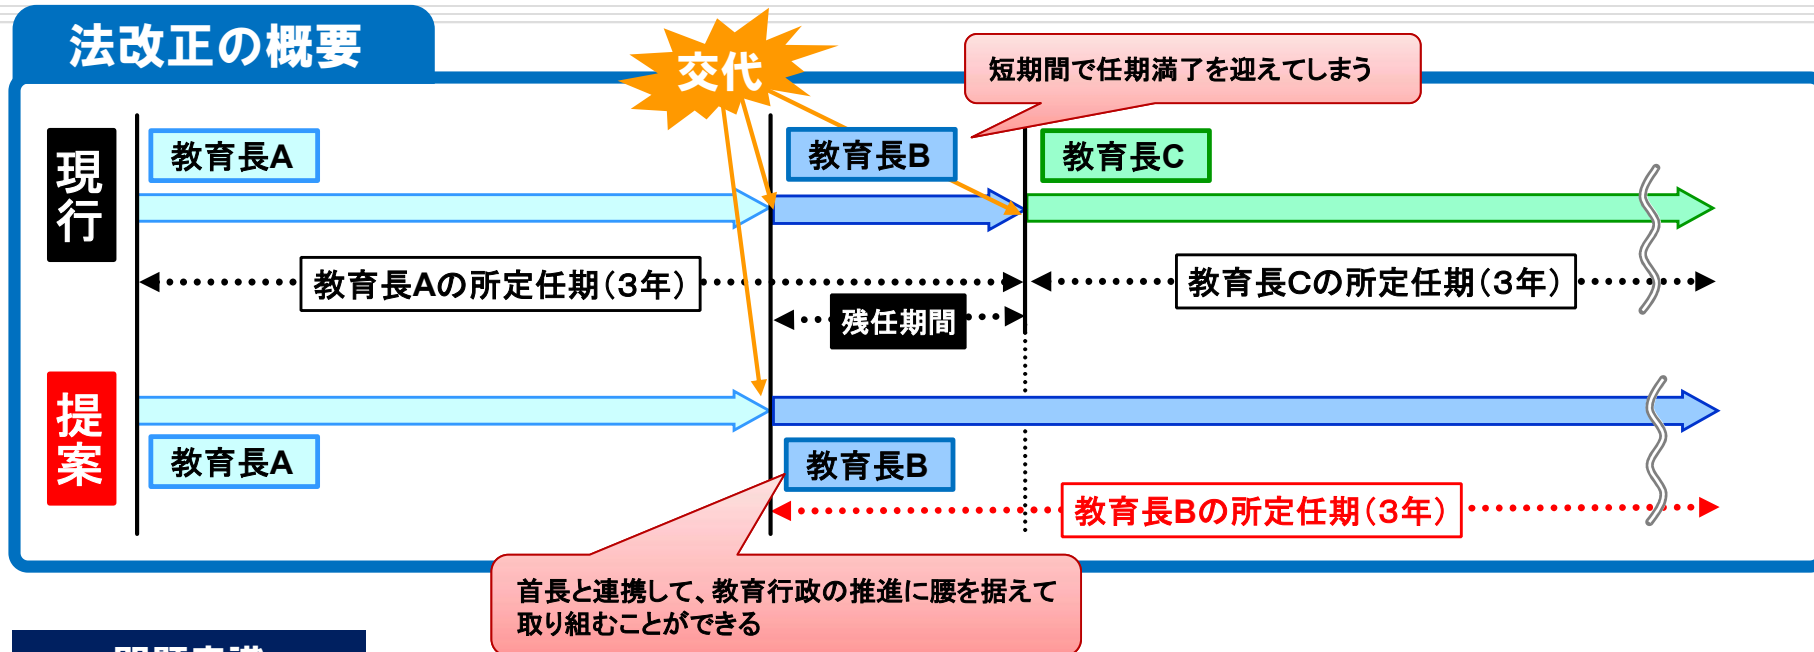 法改正の概要
交代
短期間で任期満了を迎えてしまう
現行
教育長A
教育長B
教育長C
教育長Aの所定任期（3年）
教育長Cの所定任期（3年）
残任期間
提案
教育長A
教育長B
教育長Bの所定任期（3年）
首長と連携して、教育行政の推進に腰を据えて
取り組むことができる